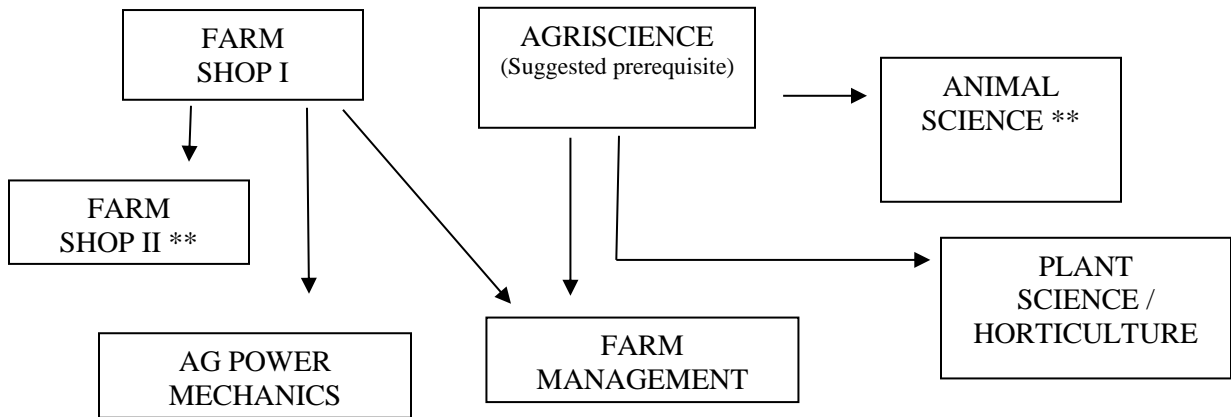 FARM
SHOP I
AGRISCIENCE
(Suggested prerequisite)
ANIMAL
SCIENCE **
FARM
SHOP II **
PLANT
SCIENCE /
HORTICULTURE
AG POWER
MECHANICS
FARM
MANAGEMENT